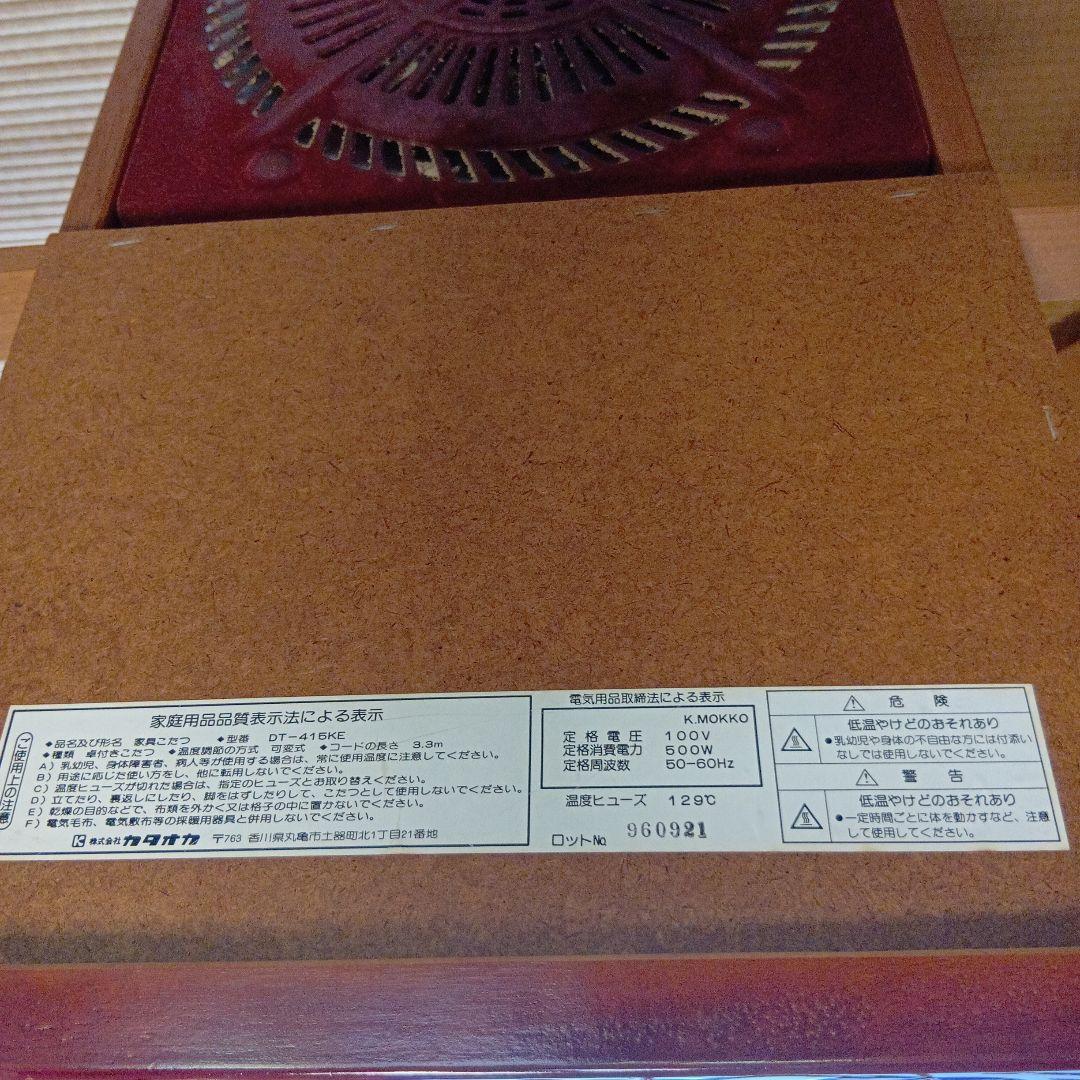 ご使用上の注意
家庭用品品質表示法による表示
◆品名及び形名 家具こたつ ◆型番 DT-415KE
◆種類 卓付きこたつ ◆温度調節の方式 可変式 ◆コードの長さ 3.3m
A) 乳幼児、身体障害者、病人等が使用する場合は、常に使用温度に注意してください。
B) 用途に応じた使い方をし、他に転用しないでください。
C) 温度ヒューズが切れた場合は、指定のヒューズとお取り替えください。
D) 立てたり、裏返しにしたり、脚をはずしたりして、こたつとして使用しないでください。
E) 乾燥の目的などで、布類を外かく又は格子の中に置かないでください。
F) 電気毛布、電気敷布等の採暖用器具と併用しないでください。
K 株式会社 カタオカ 〒763 香川県丸亀市土器町北1丁目21番地
電気用品取締法による表示
K.MOKKO
定格電圧 100V
定格消費電力 500W
定格周波数 50-60Hz
温度ヒューズ 129℃
ロットNo. 960921
危険
低温やけどのおそれあり
●乳幼児や身体の不自由な方には付添い
なしでは使用しないでください。
警告
低温やけどのおそれあり
●一定時間ごとに体を動かすなど、注意
して使用してください。